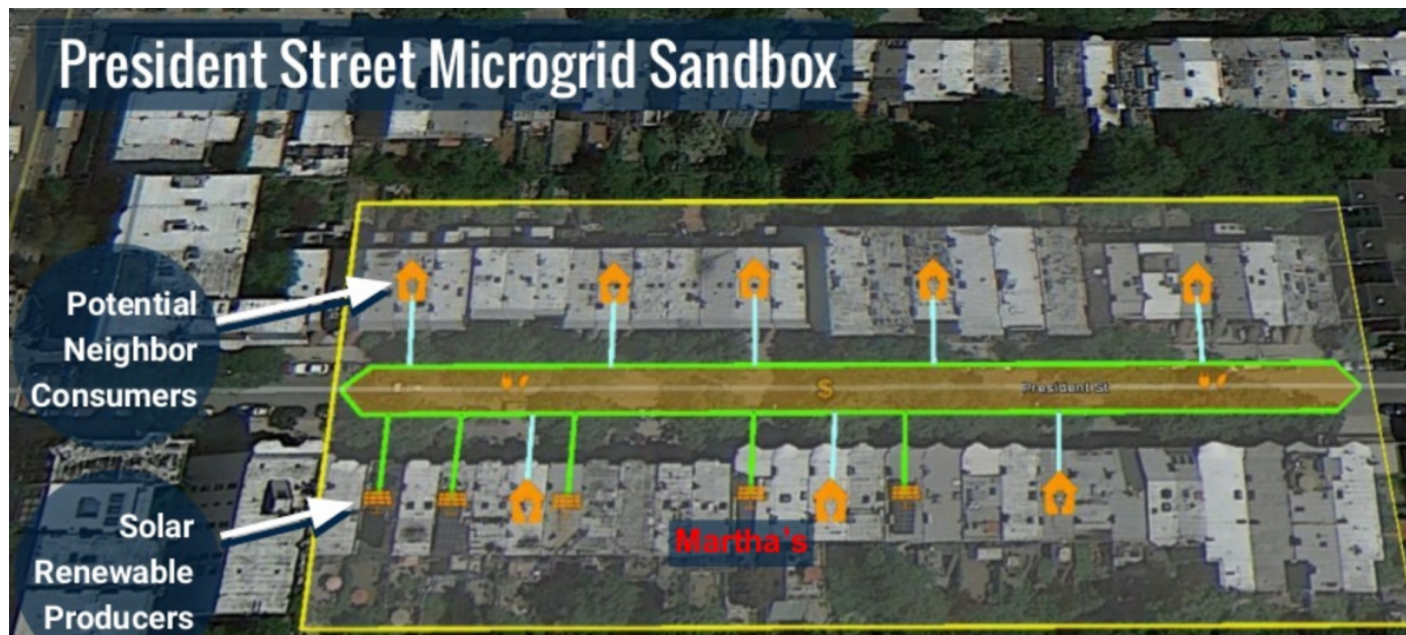 President Street Microgrid Sandbox
Potential
Neighbor
Consumers
$
President St
Martha's
Solar
Renewable
Producers